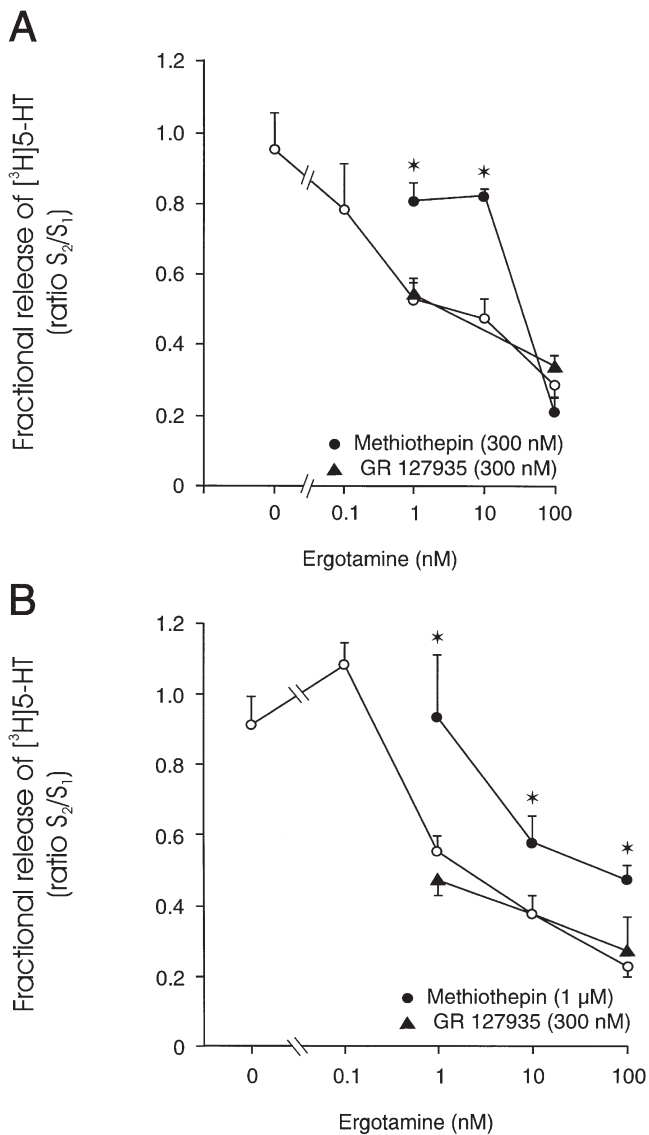 A
Fractional release of [³H]5-HT
(ratio S₂/S₁)
1.2
1.0
0.8
0.6
0.4
0.2
0
✶
✶
Methiothepin (300 nM)
GR 127935 (300 nM)
0
0.1
1
10
100
Ergotamine (nM)
B
Fractional release of [³H]5-HT
(ratio S₂/S₁)
1.2
1.0
0.8
0.6
0.4
0.2
0
✶
✶
✶
Methiothepin (1 µM)
GR 127935 (300 nM)
0
0.1
1
10
100
Ergotamine (nM)